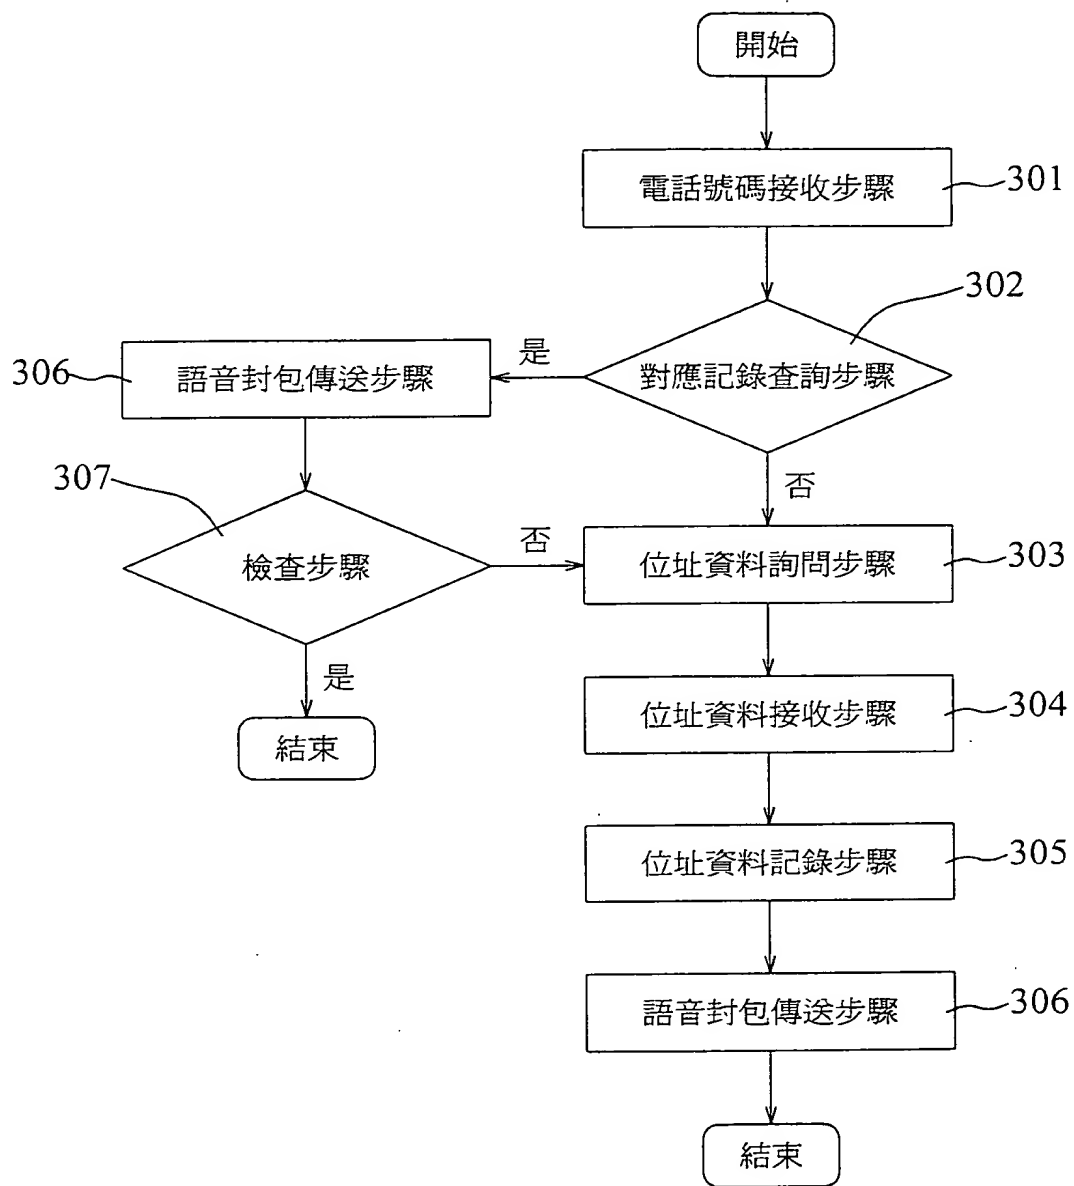 開始
電話號碼接收步驟
301
302
對應記錄查詢步驟
是
語音封包傳送步驟
306
否
307
檢查步驟
否
位址資料詢問步驟
303
是
結束
位址資料接收步驟
304
位址資料記錄步驟
305
語音封包傳送步驟
306
結束